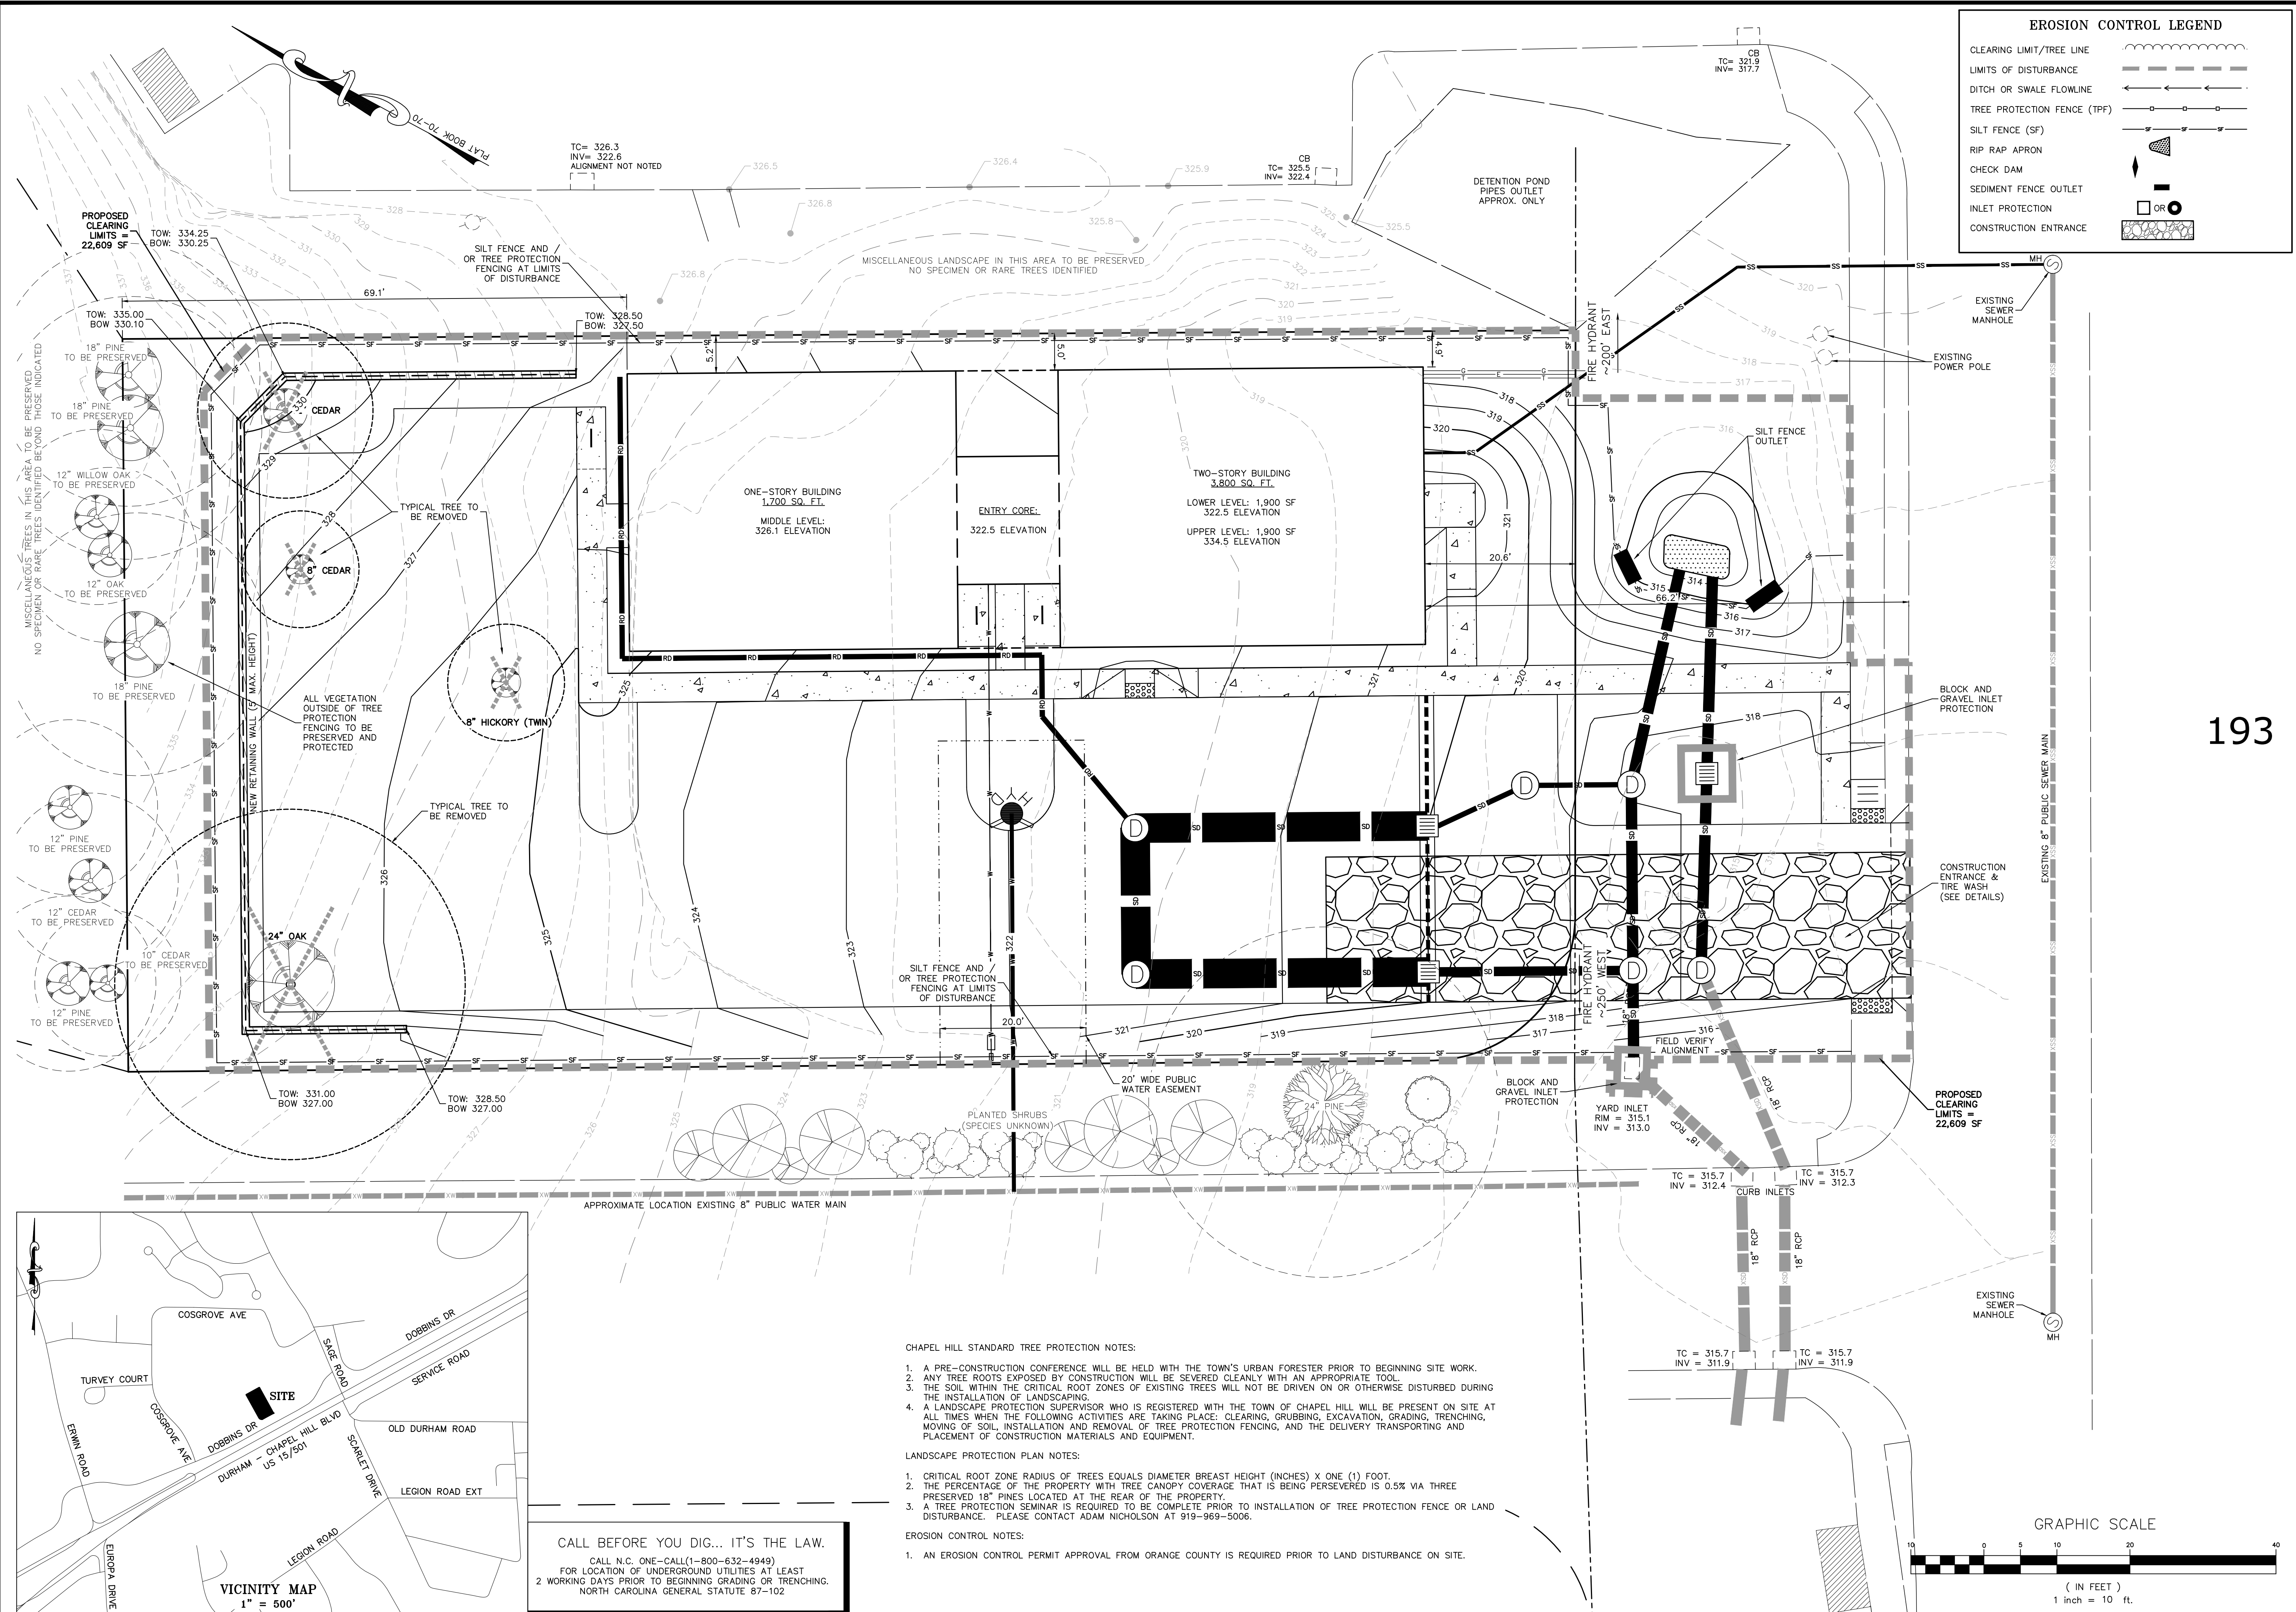 EROSION CONTROL LEGEND
CLEARING LIMIT/TREE LINE
LIMITS OF DISTURBANCE
DITCH OR SWALE FLOWLINE
TREE PROTECTION FENCE (TPF)
SILT FENCE (SF)
SF SF SF
RIP RAP APRON
CHECK DAM
SEDIMENT FENCE OUTLET
INLET PROTECTION
OR
CONSTRUCTION ENTRANCE
PLAT BOOK 70-70
TC= 326.3
INV= 322.6
ALIGNMENT NOT NOTED
CB
TC= 325.5
INV= 322.4
CB
TC= 321.9
INV= 317.7
326.5
326.4
325.9
326.8
325.8
325.5
326.8
DETENTION POND
PIPES OUTLET
APPROX. ONLY
PROPOSED
CLEARING
LIMITS =
22,609 SF
TOW: 334.25
BOW: 330.25
TOW: 335.00
BOW 330.10
69.1'
SILT FENCE AND /
OR TREE PROTECTION
FENCING AT LIMITS
OF DISTURBANCE
TOW: 328.50
BOW: 327.50
MISCELLANEOUS LANDSCAPE IN THIS AREA TO BE PRESERVED
NO SPECIMEN OR RARE TREES IDENTIFIED
5.2'
5.0'
4.9'
FIRE HYDRANT
~200' EAST
MH
EXISTING
SEWER
MANHOLE
EXISTING
POWER POLE
MISCELLANEOUS TREES IN THIS AREA TO BE PRESERVED
NO SPECIMEN OR RARE TREES IDENTIFIED BEYOND THOSE INDICATED
18" PINE
TO BE PRESERVED
18" PINE
TO BE PRESERVED
12" WILLOW OAK
TO BE PRESERVED
12" OAK
TO BE PRESERVED
18" PINE
TO BE PRESERVED
12" PINE
TO BE PRESERVED
12" CEDAR
TO BE PRESERVED
10" CEDAR
TO BE PRESERVED
12" PINE
TO BE PRESERVED
CEDAR
TYPICAL TREE TO
BE REMOVED
8" CEDAR
8" HICKORY (TWIN)
ALL VEGETATION
OUTSIDE OF TREE
PROTECTION
FENCING TO BE
PRESERVED AND
PROTECTED
NEW RETAINING WALL (5' MAX. HEIGHT)
TYPICAL TREE TO
BE REMOVED
24" OAK
ONE-STORY BUILDING
1,700 SQ. FT.
MIDDLE LEVEL:
326.1 ELEVATION
ENTRY CORE:
322.5 ELEVATION
TWO-STORY BUILDING
3,800 SQ. FT.
LOWER LEVEL: 1,900 SF
322.5 ELEVATION
UPPER LEVEL: 1,900 SF
334.5 ELEVATION
20.6'
66.2'
SILT FENCE
OUTLET
BLOCK AND
GRAVEL INLET
PROTECTION
193
EXISTING 8" PUBLIC SEWER MAIN
CONSTRUCTION
ENTRANCE &
TIRE WASH
(SEE DETAILS)
HYD
SILT FENCE AND /
OR TREE PROTECTION
FENCING AT LIMITS
OF DISTURBANCE
20.0'
FIRE HYDRANT
~250' WEST
18"
FIELD VERIFY
ALIGNMENT
TOW: 331.00
BOW 327.00
TOW: 328.50
BOW 327.00
20' WIDE PUBLIC
WATER EASEMENT
PLANTED SHRUBS
(SPECIES UNKNOWN)
24" PINE
BLOCK AND
GRAVEL INLET
PROTECTION
YARD INLET
RIM = 315.1
INV = 313.0
18" RCP
18" RCP
PROPOSED
CLEARING
LIMITS =
22,609 SF
TC = 315.7
INV = 312.4
TC = 315.7
INV = 312.3
CURB INLETS
APPROXIMATE LOCATION EXISTING 8" PUBLIC WATER MAIN
18" RCP
18" RCP
TC = 315.7
INV = 311.9
TC = 315.7
INV = 311.9
EXISTING
SEWER
MANHOLE
MH
COSGROVE AVE
SAGE ROAD
DOBBINS DR
SERVICE ROAD
TURVEY COURT
SITE
COSGROVE AVE
DOBBINS DR
DURHAM - CHAPEL HILL BLVD
US 15/501
OLD DURHAM ROAD
ERWIN ROAD
SCARLET DRIVE
LEGION ROAD EXT
LEGION ROAD
EUROPA DRIVE
VICINITY MAP
1" = 500'
CALL BEFORE YOU DIG... IT'S THE LAW.
CALL N.C. ONE-CALL(1-800-632-4949)
FOR LOCATION OF UNDERGROUND UTILITIES AT LEAST
2 WORKING DAYS PRIOR TO BEGINNING GRADING OR TRENCHING.
NORTH CAROLINA GENERAL STATUTE 87-102
CHAPEL HILL STANDARD TREE PROTECTION NOTES:
1. A PRE-CONSTRUCTION CONFERENCE WILL BE HELD WITH THE TOWN'S URBAN FORESTER PRIOR TO BEGINNING SITE WORK.
2. ANY TREE ROOTS EXPOSED BY CONSTRUCTION WILL BE SEVERED CLEANLY WITH AN APPROPRIATE TOOL.
3. THE SOIL WITHIN THE CRITICAL ROOT ZONES OF EXISTING TREES WILL NOT BE DRIVEN ON OR OTHERWISE DISTURBED DURING
THE INSTALLATION OF LANDSCAPING.
4. A LANDSCAPE PROTECTION SUPERVISOR WHO IS REGISTERED WITH THE TOWN OF CHAPEL HILL WILL BE PRESENT ON SITE AT
ALL TIMES WHEN THE FOLLOWING ACTIVITIES ARE TAKING PLACE: CLEARING, GRUBBING, EXCAVATION, GRADING, TRENCHING,
MOVING OF SOIL, INSTALLATION AND REMOVAL OF TREE PROTECTION FENCING, AND THE DELIVERY TRANSPORTING AND
PLACEMENT OF CONSTRUCTION MATERIALS AND EQUIPMENT.
LANDSCAPE PROTECTION PLAN NOTES:
1. CRITICAL ROOT ZONE RADIUS OF TREES EQUALS DIAMETER BREAST HEIGHT (INCHES) X ONE (1) FOOT.
2. THE PERCENTAGE OF THE PROPERTY WITH TREE CANOPY COVERAGE THAT IS BEING PERSEVERED IS 0.5% VIA THREE
PRESERVED 18" PINES LOCATED AT THE REAR OF THE PROPERTY.
3. A TREE PROTECTION SEMINAR IS REQUIRED TO BE COMPLETE PRIOR TO INSTALLATION OF TREE PROTECTION FENCE OR LAND
DISTURBANCE. PLEASE CONTACT ADAM NICHOLSON AT 919-969-5006.
EROSION CONTROL NOTES:
1. AN EROSION CONTROL PERMIT APPROVAL FROM ORANGE COUNTY IS REQUIRED PRIOR TO LAND DISTURBANCE ON SITE.
GRAPHIC SCALE
10 0 5 10 20 40
( IN FEET )
1 inch = 10 ft.